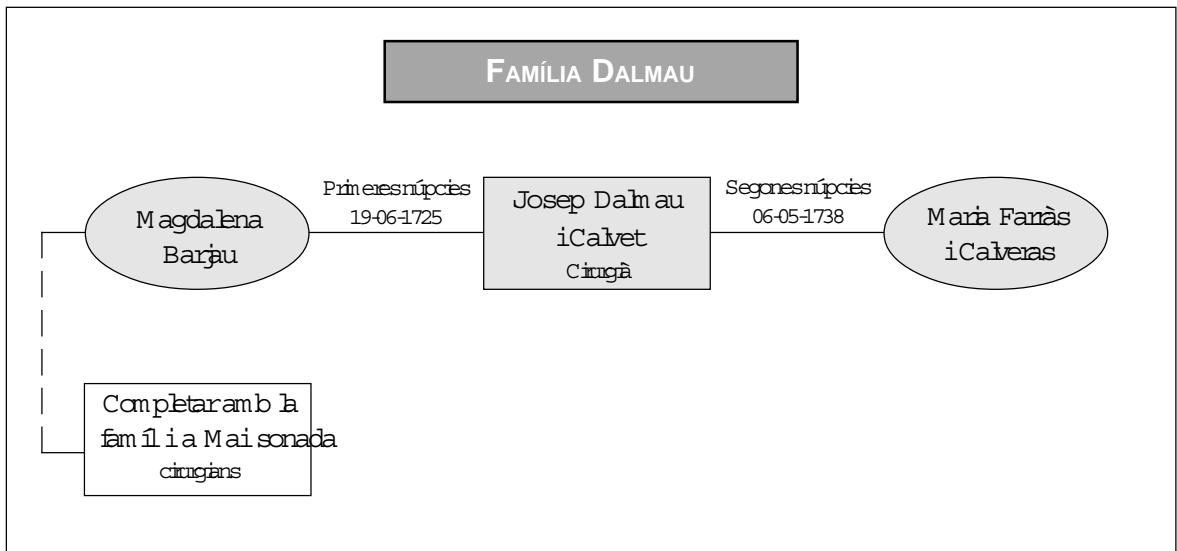 FAMÍLIA DALMAU
Magdalena
Barjau
Primeres núpcies
19-06-1725
Josep Dalmau
i Calvet
Cirurgià
Segones núpcies
06-05-1738
Maria Farràs
i Calveras
Completar amb la
família Maisonada
cirurgians